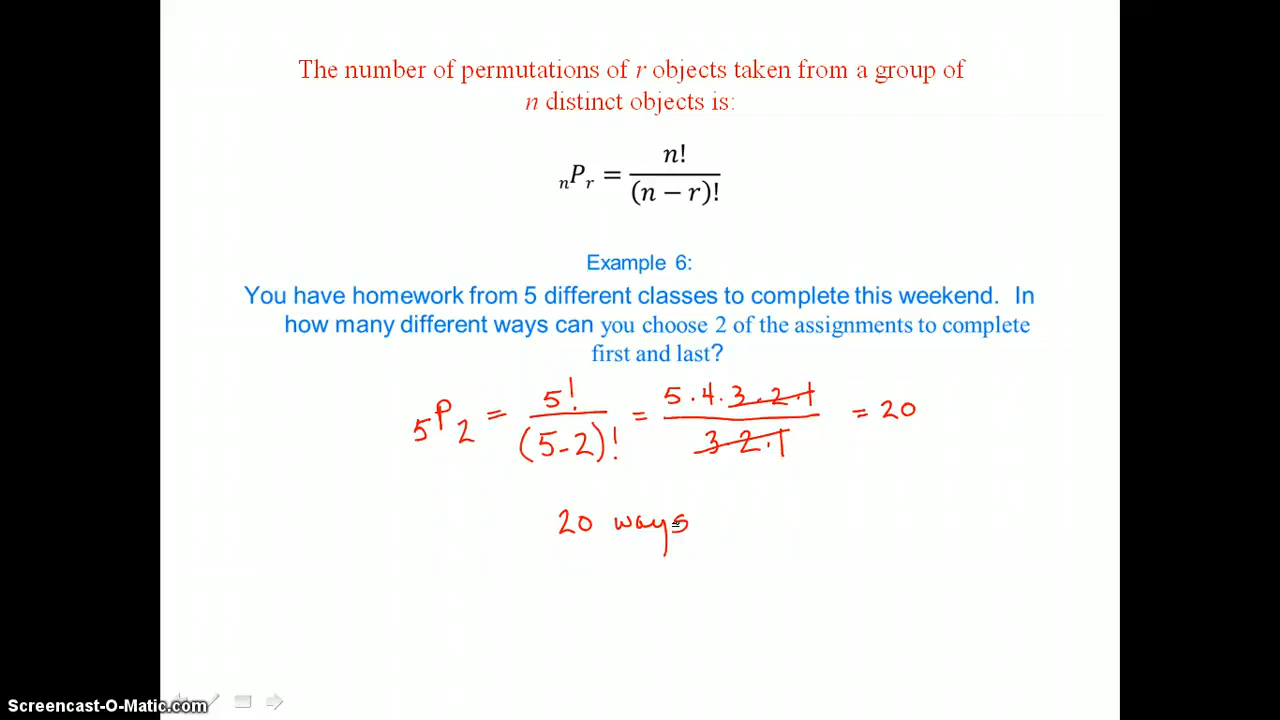 The number of permutations of r objects taken from a group of
n distinct objects is:
nPr = n! / (n − r)!
Example 6:
You have homework from 5 different classes to complete this weekend. In
how many different ways can you choose 2 of the assignments to complete
first and last?
5P2 = 5! / (5-2)! = 5·4·3·2·1 / 3·2·1 = 20
20 ways
Screencast-O-Matic.com